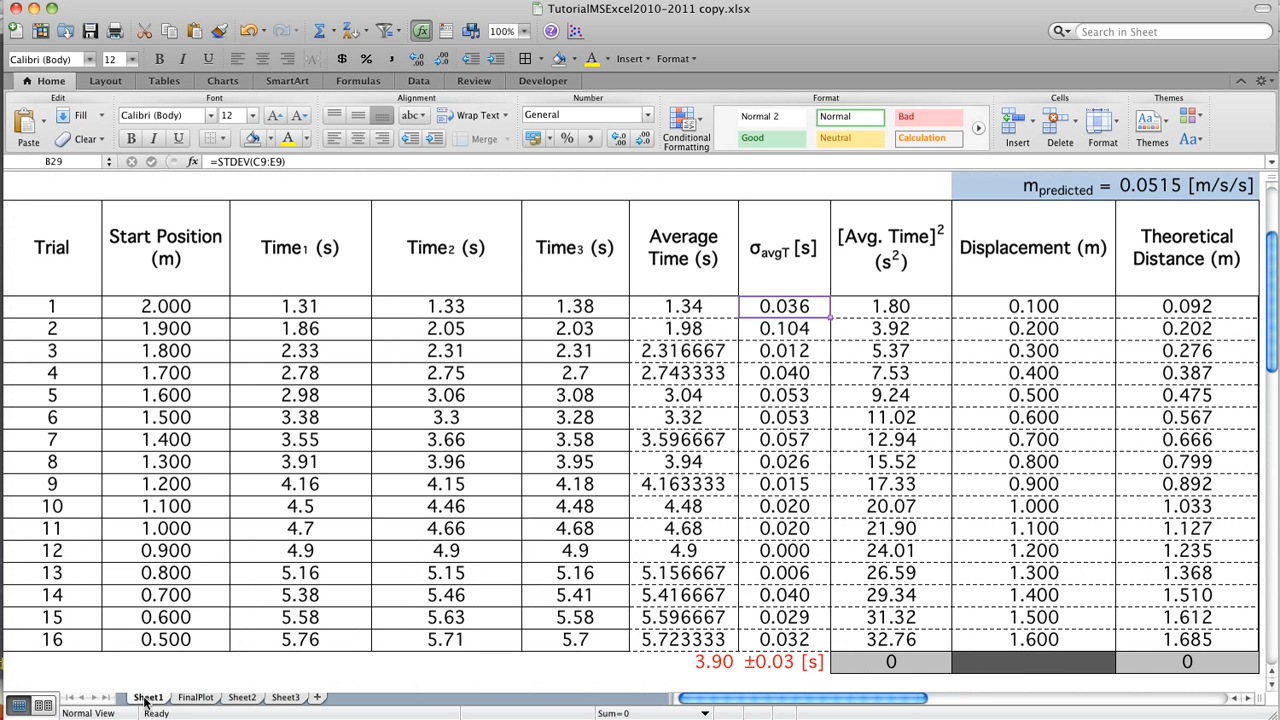 TutorialMSExcel2010-2011 copy.xlsx
100%
Search in Sheet
Calibri (Body) 12 B I U $ % , A Insert Format
Home Layout Tables Charts SmartArt Formulas Data Review Developer
Edit Font Alignment Number Format Cells Themes
Fill Calibri (Body) 12 A A abc Wrap Text General Normal 2 Normal Bad
Paste Clear B I U A Merge % , Conditional Formatting Good Neutral Calculation Insert Delete Format Themes Aa
B29 fx =STDEV(C9:E9)
mpredicted = 0.0515 [m/s/s]
Trial Start Position (m) Time1 (s) Time2 (s) Time3 (s) Average Time (s) σavgT [s] [Avg. Time]² (s²) Displacement (m) Theoretical Distance (m)
1 2.000 1.31 1.33 1.38 1.34 0.036 1.80 0.100 0.092
2 1.900 1.86 2.05 2.03 1.98 0.104 3.92 0.200 0.202
3 1.800 2.33 2.31 2.31 2.316667 0.012 5.37 0.300 0.276
4 1.700 2.78 2.75 2.7 2.743333 0.040 7.53 0.400 0.387
5 1.600 2.98 3.06 3.08 3.04 0.053 9.24 0.500 0.475
6 1.500 3.38 3.3 3.28 3.32 0.053 11.02 0.600 0.567
7 1.400 3.55 3.66 3.58 3.596667 0.057 12.94 0.700 0.666
8 1.300 3.91 3.96 3.95 3.94 0.026 15.52 0.800 0.799
9 1.200 4.16 4.15 4.18 4.163333 0.015 17.33 0.900 0.892
10 1.100 4.5 4.46 4.48 4.48 0.020 20.07 1.000 1.033
11 1.000 4.7 4.66 4.68 4.68 0.020 21.90 1.100 1.127
12 0.900 4.9 4.9 4.9 4.9 0.000 24.01 1.200 1.235
13 0.800 5.16 5.15 5.16 5.156667 0.006 26.59 1.300 1.368
14 0.700 5.38 5.46 5.41 5.416667 0.040 29.34 1.400 1.510
15 0.600 5.58 5.63 5.58 5.596667 0.029 31.32 1.500 1.612
16 0.500 5.76 5.71 5.7 5.723333 0.032 32.76 1.600 1.685
3.90 ±0.03 [s] 0 0
Sheet1 FinalPlot Sheet2 Sheet3 +
Normal View Ready Sum=0